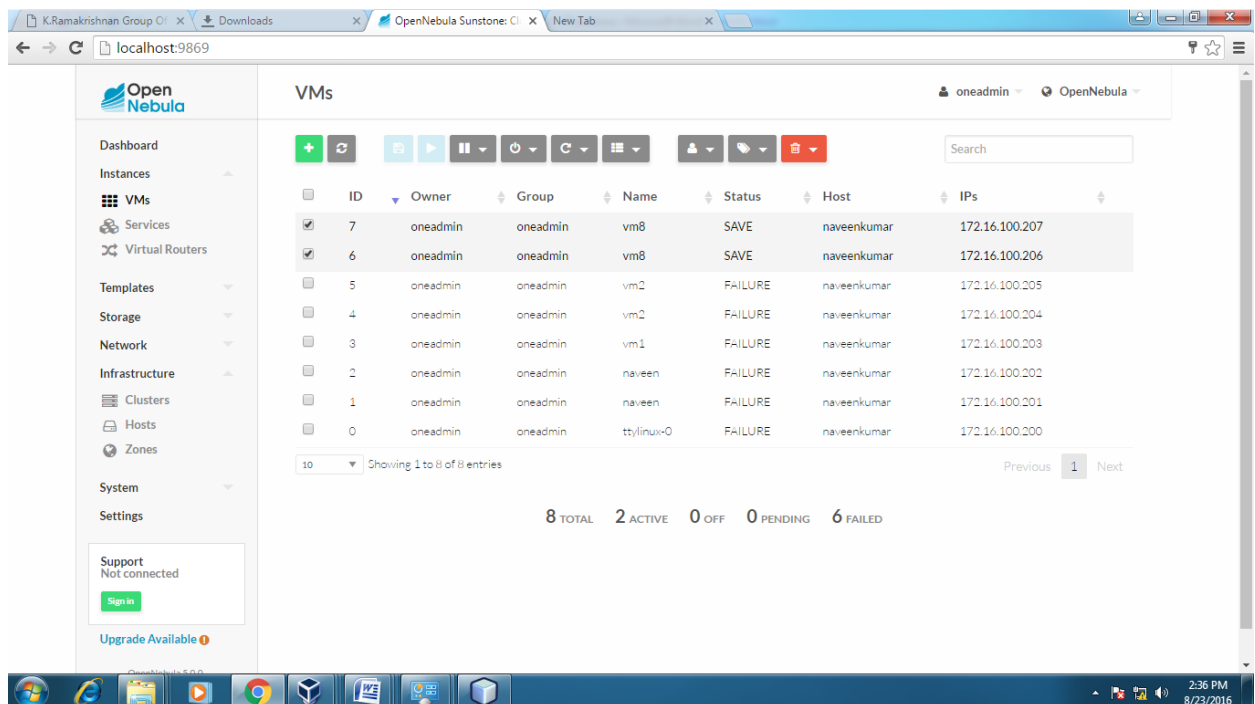 K.Ramakrishnan Group Of
Downloads
OpenNebula Sunstone: Cl
New Tab
localhost:9869
Open
Nebula
VMs
oneadmin
OpenNebula
Dashboard
Instances
VMs
Services
Virtual Routers
Templates
Storage
Network
Infrastructure
Clusters
Hosts
Zones
System
Settings
Support
Not connected
Sign in
Upgrade Available
OpenNebula 5.0.0
Search
ID Owner Group Name Status Host IPs
7 oneadmin oneadmin vm8 SAVE naveenkumar 172.16.100.207
6 oneadmin oneadmin vm8 SAVE naveenkumar 172.16.100.206
5 oneadmin oneadmin vm2 FAILURE naveenkumar 172.16.100.205
4 oneadmin oneadmin vm2 FAILURE naveenkumar 172.16.100.204
3 oneadmin oneadmin vm1 FAILURE naveenkumar 172.16.100.203
2 oneadmin oneadmin naveen FAILURE naveenkumar 172.16.100.202
1 oneadmin oneadmin naveen FAILURE naveenkumar 172.16.100.201
0 oneadmin oneadmin ttylinux-0 FAILURE naveenkumar 172.16.100.200
10 Showing 1 to 8 of 8 entries
Previous 1 Next
8 TOTAL 2 ACTIVE 0 OFF 0 PENDING 6 FAILED
2:36 PM
8/23/2016